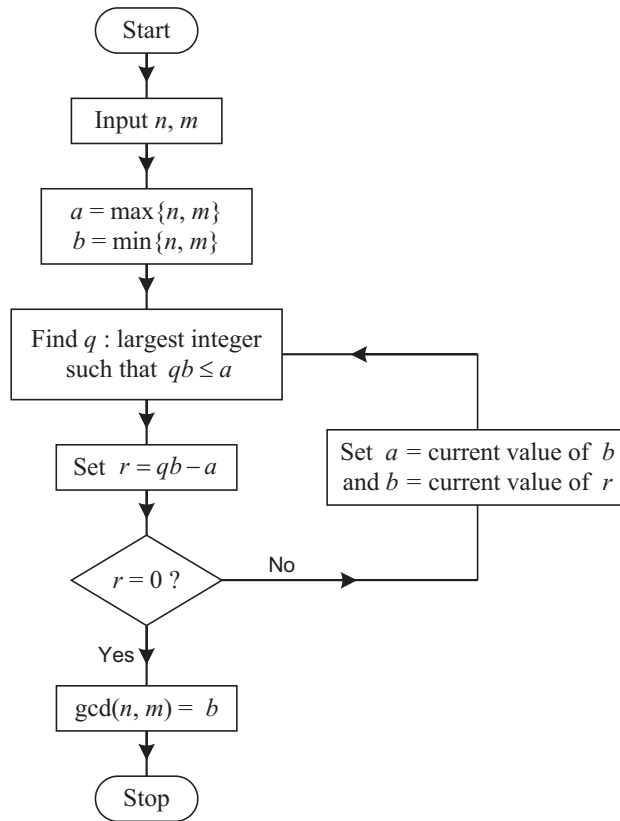 Start
Input n, m
a = max{n, m}
b = min{n, m}
Find q : largest integer
such that qb ≤ a
Set r = qb – a
Set a = current value of b
and b = current value of r
r = 0 ?
No
Yes
gcd(n, m) = b
Stop